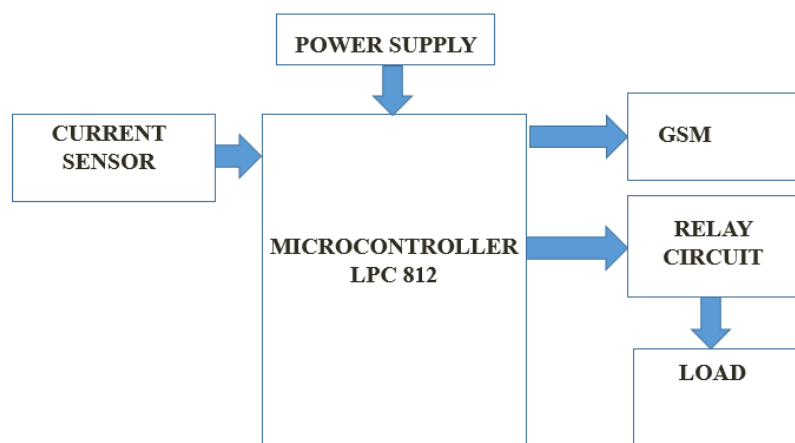 POWER SUPPLY
CURRENT
SENSOR
GSM
MICROCONTROLLER
LPC 812
RELAY
CIRCUIT
LOAD